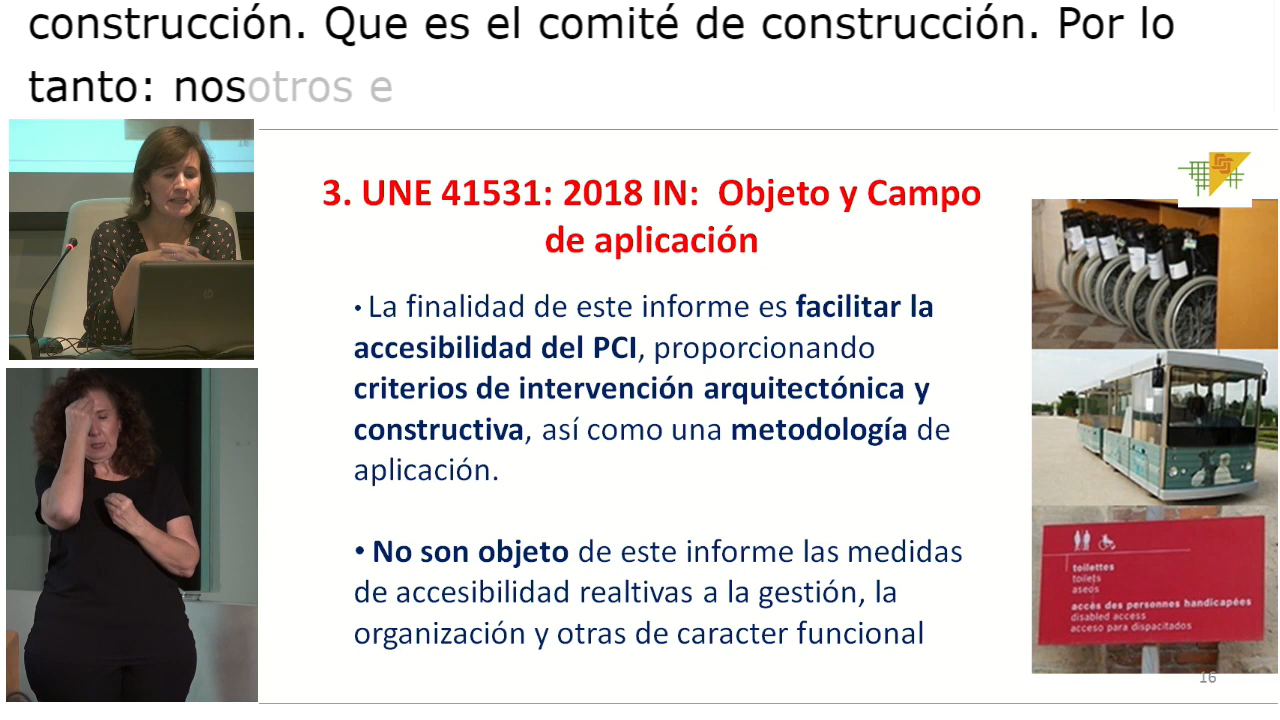 construcción. Que es el comité de construcción. Por lo
tanto: nosotros e
3. UNE 41531: 2018 IN: Objeto y Campo
de aplicación
• La finalidad de este informe es facilitar la
accesibilidad del PCI, proporcionando
criterios de intervención arquitectónica y
constructiva, así como una metodología de
aplicación.
• No son objeto de este informe las medidas
de accesibilidad realtivas a la gestión, la
organización y otras de caracter funcional
toilettes
toilets
aseos
accès des personnes handicapées
disabled access
acceso para dispacitados
16